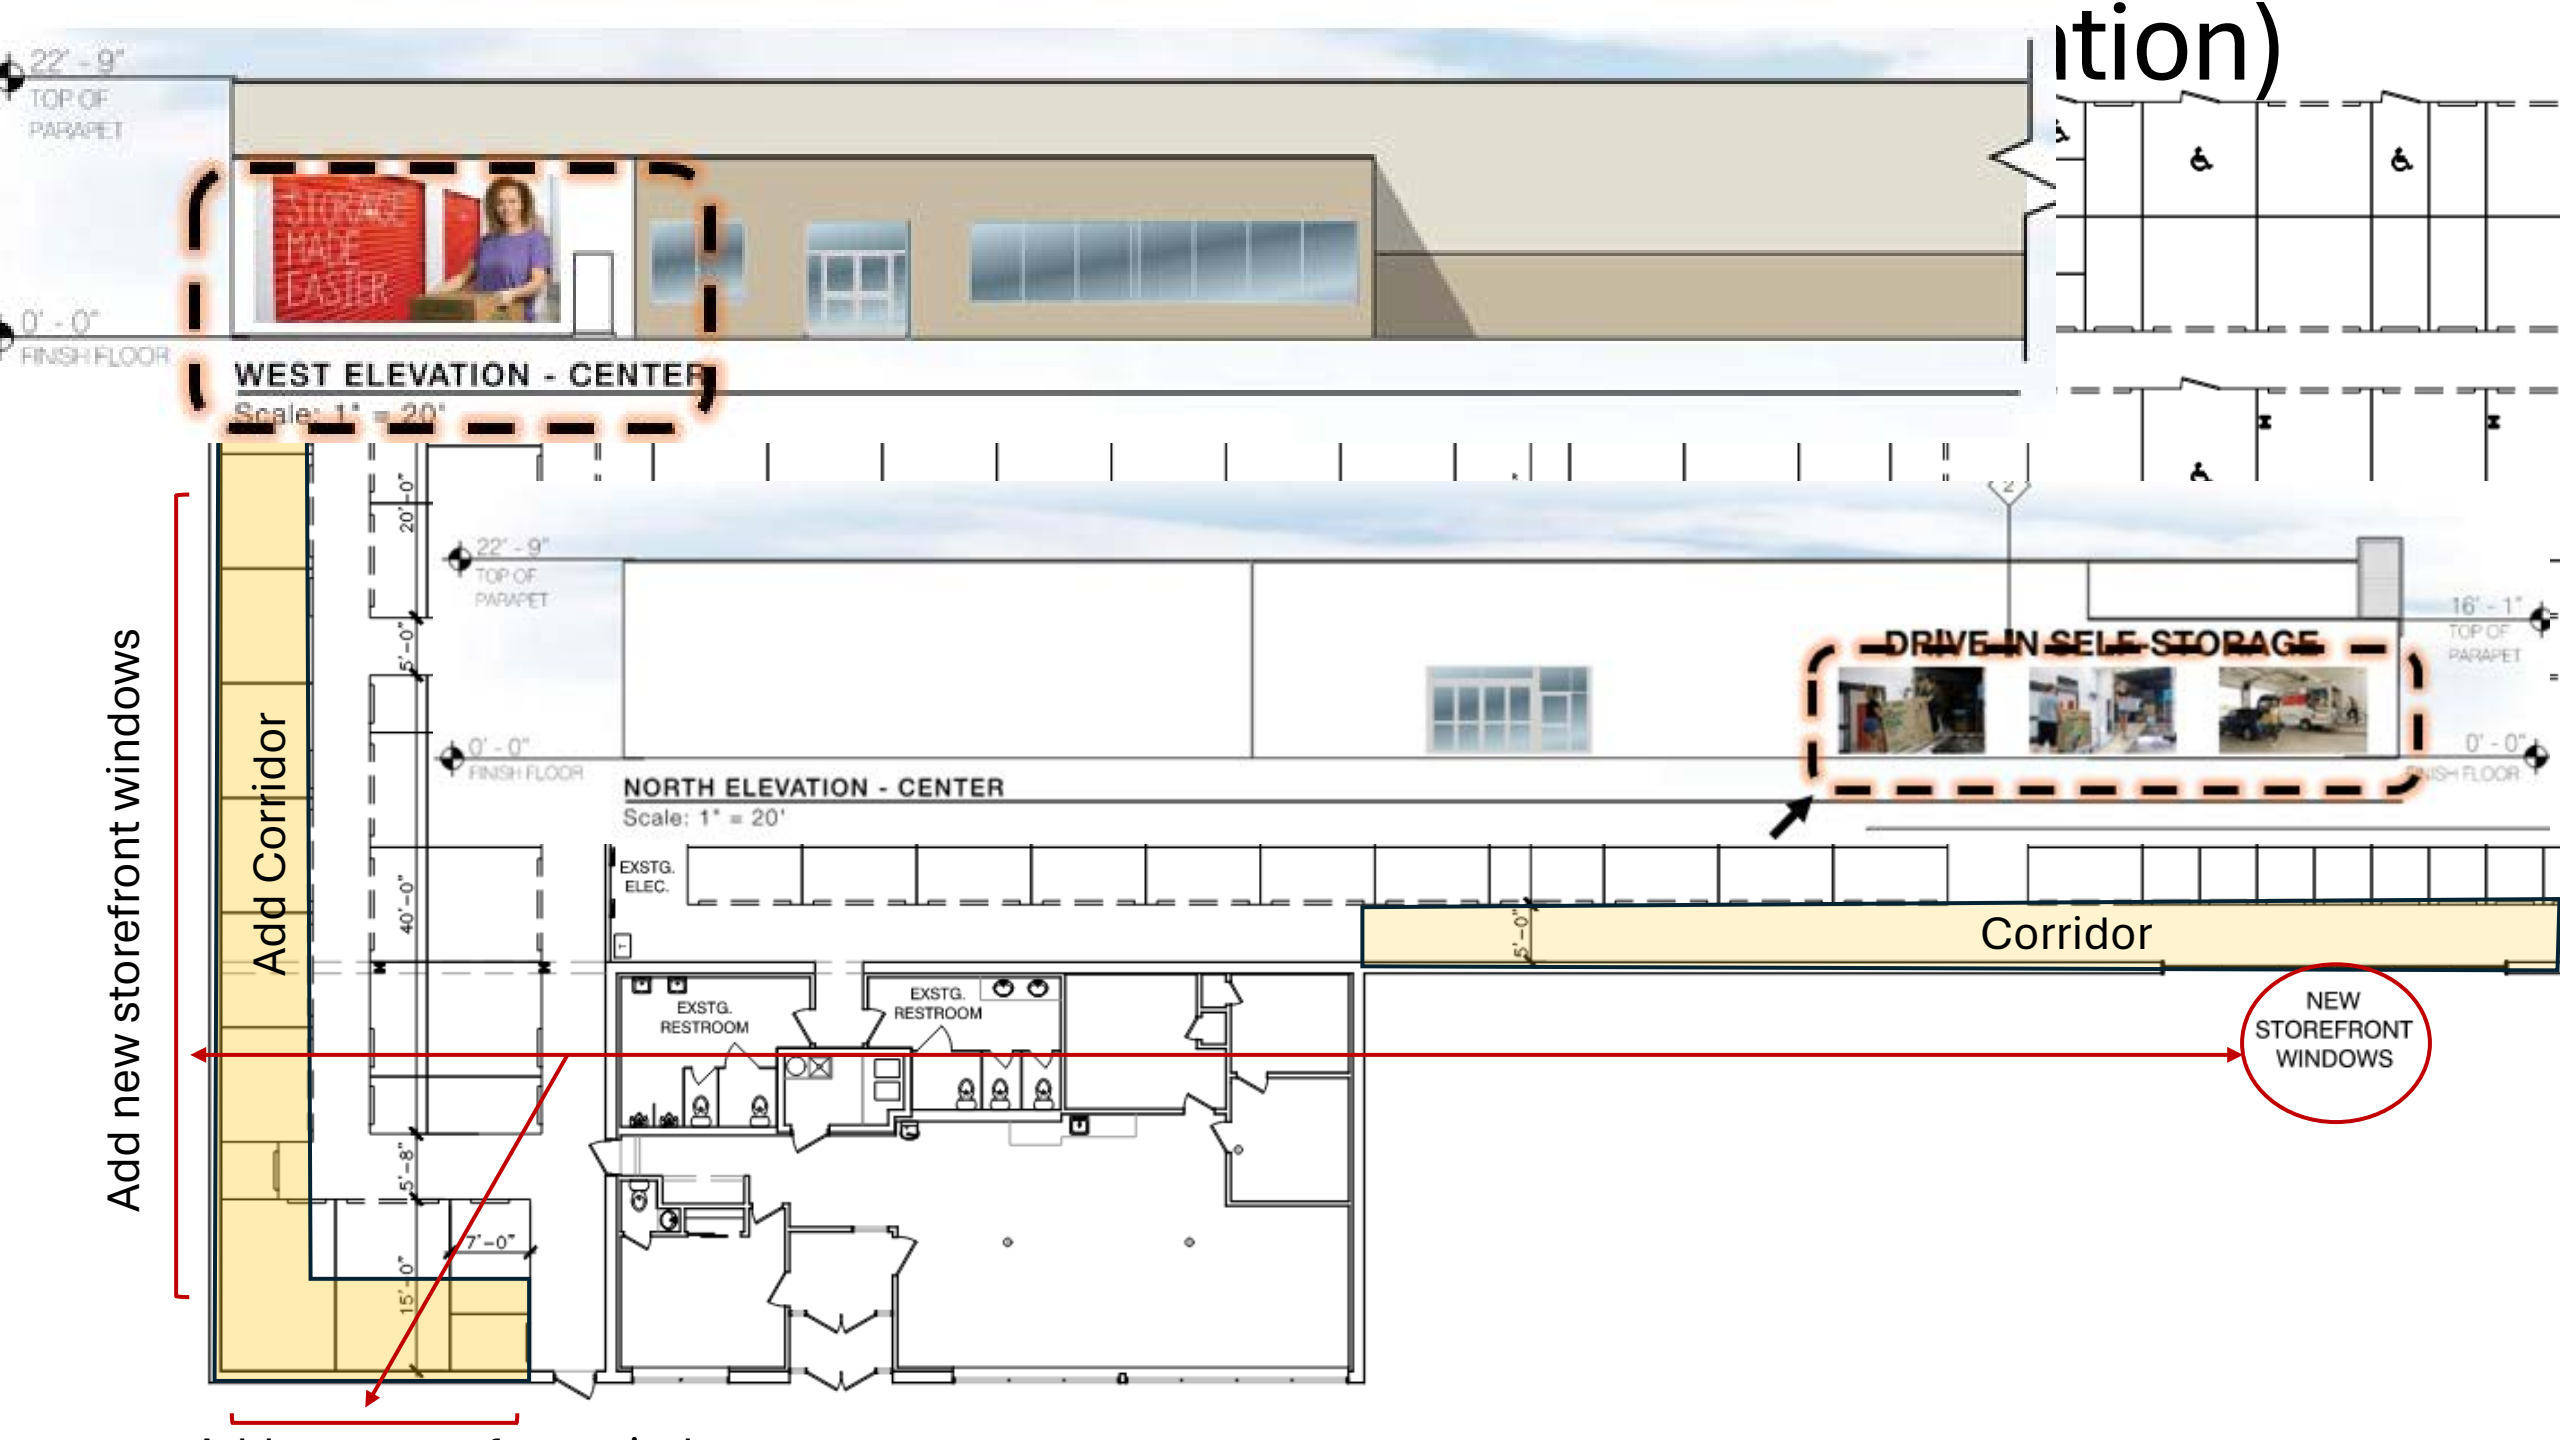 ation)
22' - 9"
TOP OF
PARAPET
STORAGE
MADE
EASIER
0' - 0"
FINISH FLOOR
WEST ELEVATION - CENTER
Scale: 1" = 20'
20'-0"
2
22' - 9"
TOP OF
PARAPET
16' - 1"
TOP OF
PARAPET
DRIVE-IN SELF-STORAGE
5'-0"
0' - 0"
FINISH FLOOR
0' - 0"
FINISH FLOOR
NORTH ELEVATION - CENTER
Scale: 1" = 20'
Add new storefront windows
Add Corridor
40'-0"
EXSTG.
ELEC.
T
5'-0"
Corridor
EXSTG.
RESTROOM
EXSTG.
RESTROOM
NEW
STOREFRONT
WINDOWS
5'-8"
7'-0"
15'-0"